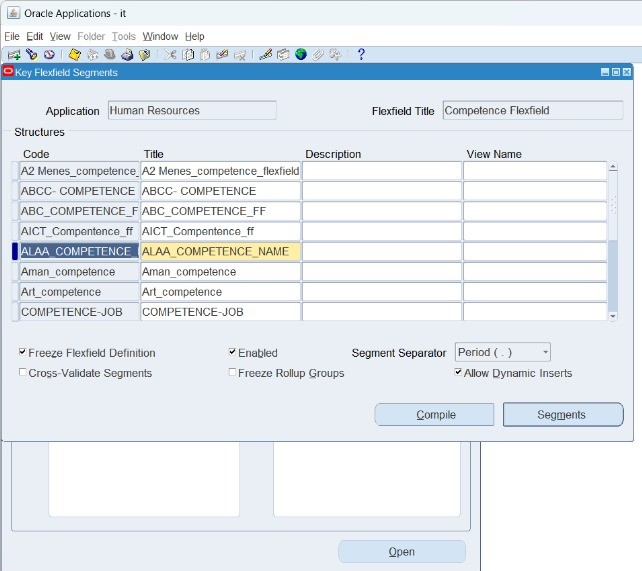 Oracle Applications - it
File Edit View Folder Tools Window Help
Key Flexfield Segments
Application Human Resources Flexfield Title Competence Flexfield
Structures
Code Title Description View Name
A2 Menes_competence_ A2 Menes_competence_flexfield
ABCC- COMPETENCE ABCC- COMPETENCE
ABC_COMPETENCE_F ABC_COMPETENCE_FF
AICT_Compentence_ff AICT_Compentence_ff
ALAA_COMPETENCE_ ALAA_COMPETENCE_NAME
Aman_competence Aman_competence
Art_competence Art_competence
COMPETENCE-JOB COMPETENCE-JOB
Freeze Flexfield Definition Enabled Segment Separator Period ( . )
Cross-Validate Segments Freeze Rollup Groups Allow Dynamic Inserts
Compile Segments
Open